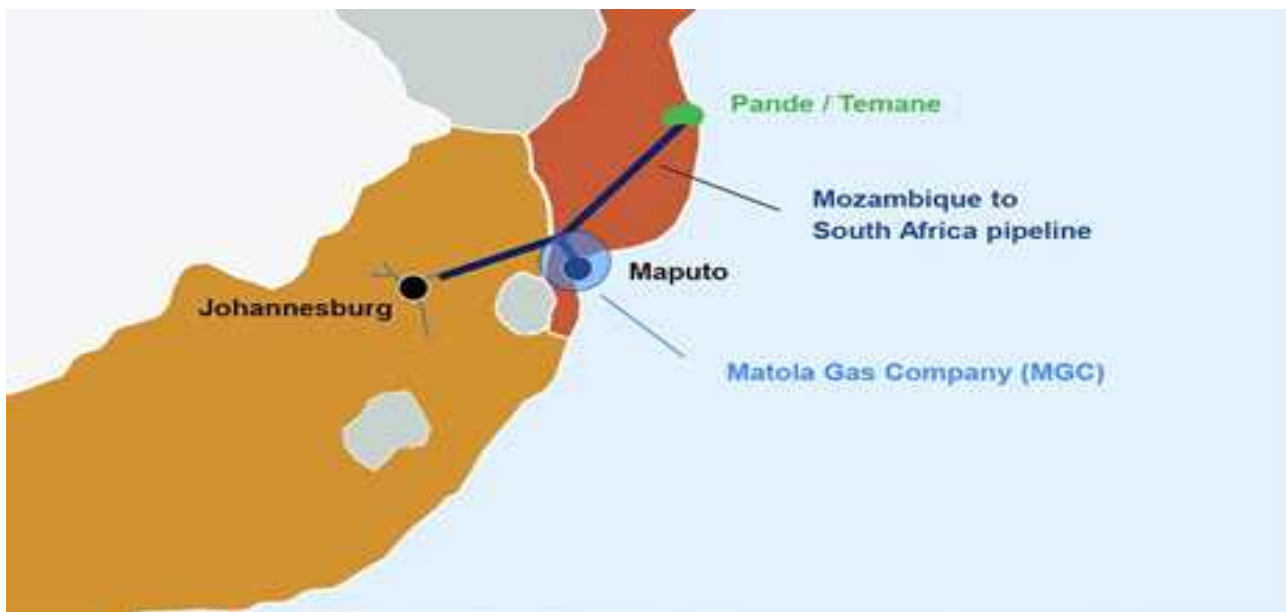 Pande / Temane
Mozambique to
South Africa pipeline
Maputo
Johannesburg
Matola Gas Company (MGC)